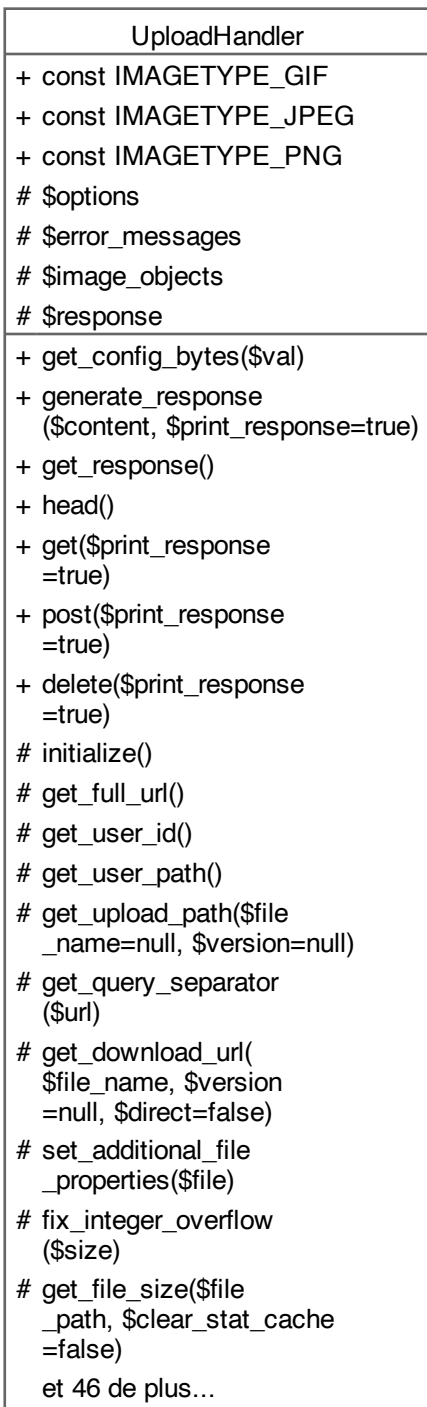 UploadHandler
+ const IMAGETYPE_GIF
+ const IMAGETYPE_JPEG
+ const IMAGETYPE_PNG
# $options
# $error_messages
# $image_objects
# $response
+ get_config_bytes($val)
+ generate_response
($content, $print_response=true)
+ get_response()
+ head()
+ get($print_response
=true)
+ post($print_response
=true)
+ delete($print_response
=true)
# initialize()
# get_full_url()
# get_user_id()
# get_user_path()
# get_upload_path($file
_name=null, $version=null)
# get_query_separator
($url)
# get_download_url(
$file_name, $version
=null, $direct=false)
# set_additional_file
_properties($file)
# fix_integer_overflow
($size)
# get_file_size($file
_path, $clear_stat_cache
=false)
et 46 de plus...